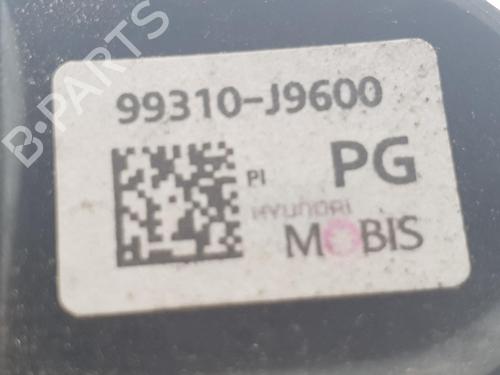 B-PARTS
99310-J9600
PI PG
HYUNDAI
MOBIS